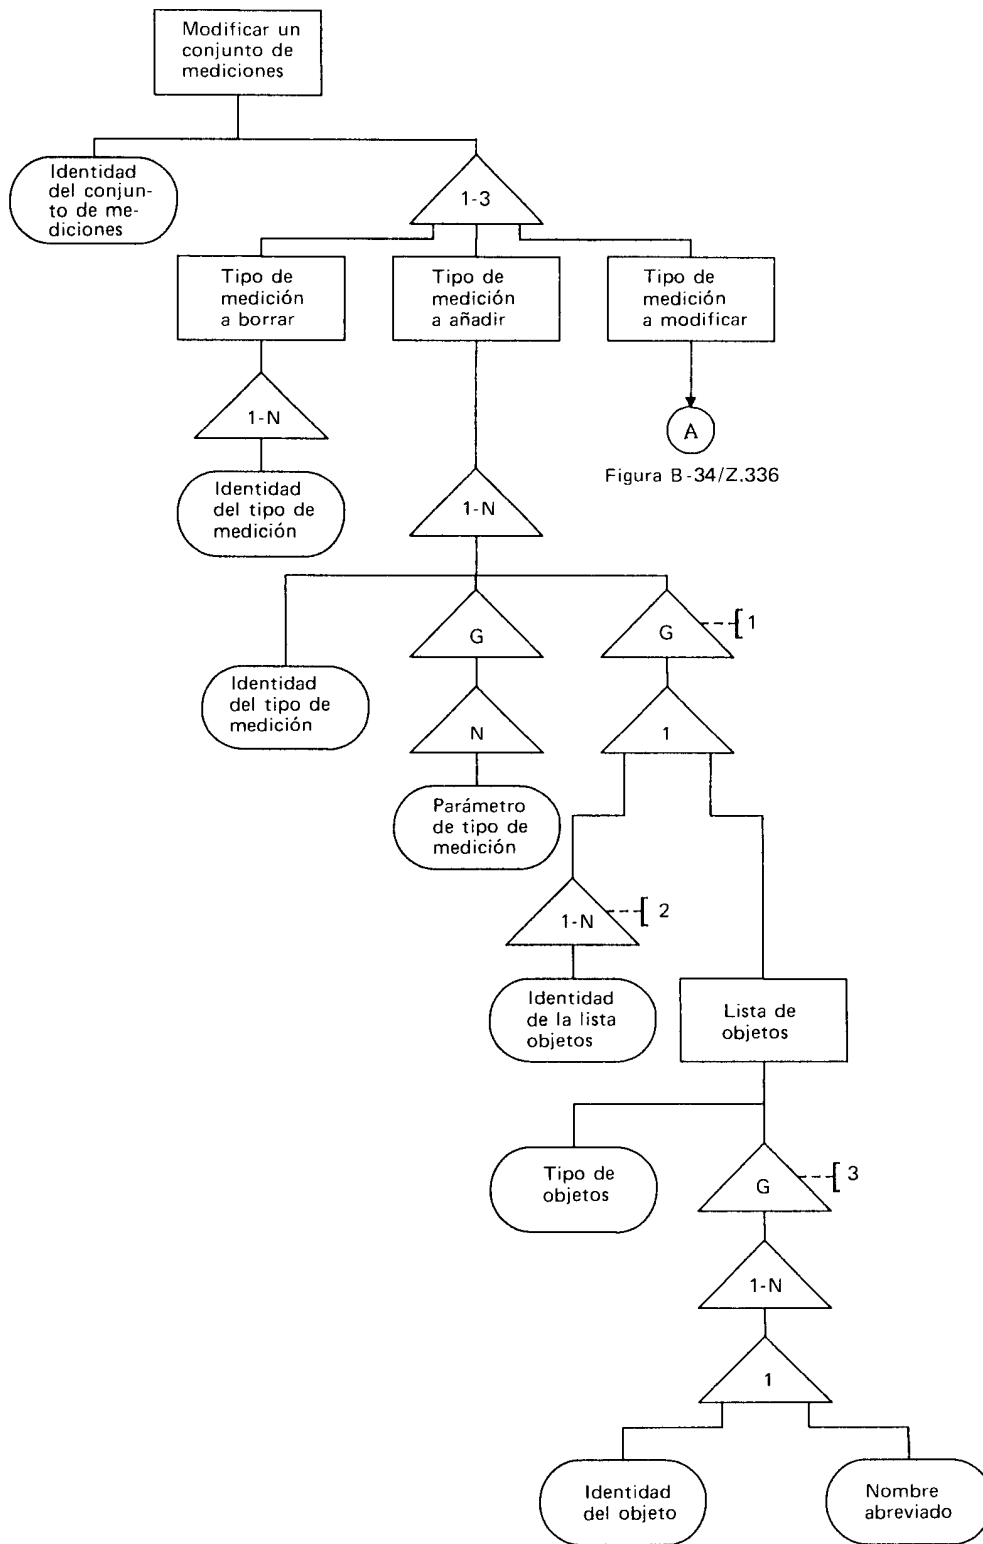 Modificar un
conjunto de
mediciones
Identidad
del conjun-
to de me-
diciones
1-3
Tipo de
medición
a borrar
Tipo de
medición
a añadir
Tipo de
medición
a modificar
1-N
A
Figura B-34/Z.336
Identidad
del tipo de
medición
1-N
G
G
1
Identidad
del tipo de
medición
N
1
Parámetro
de tipo de
medición
1-N
2
Identidad
de la lista
objetos
Lista de
objetos
Tipo de
objetos
G
3
1-N
1
Identidad
del objeto
Nombre
abreviado